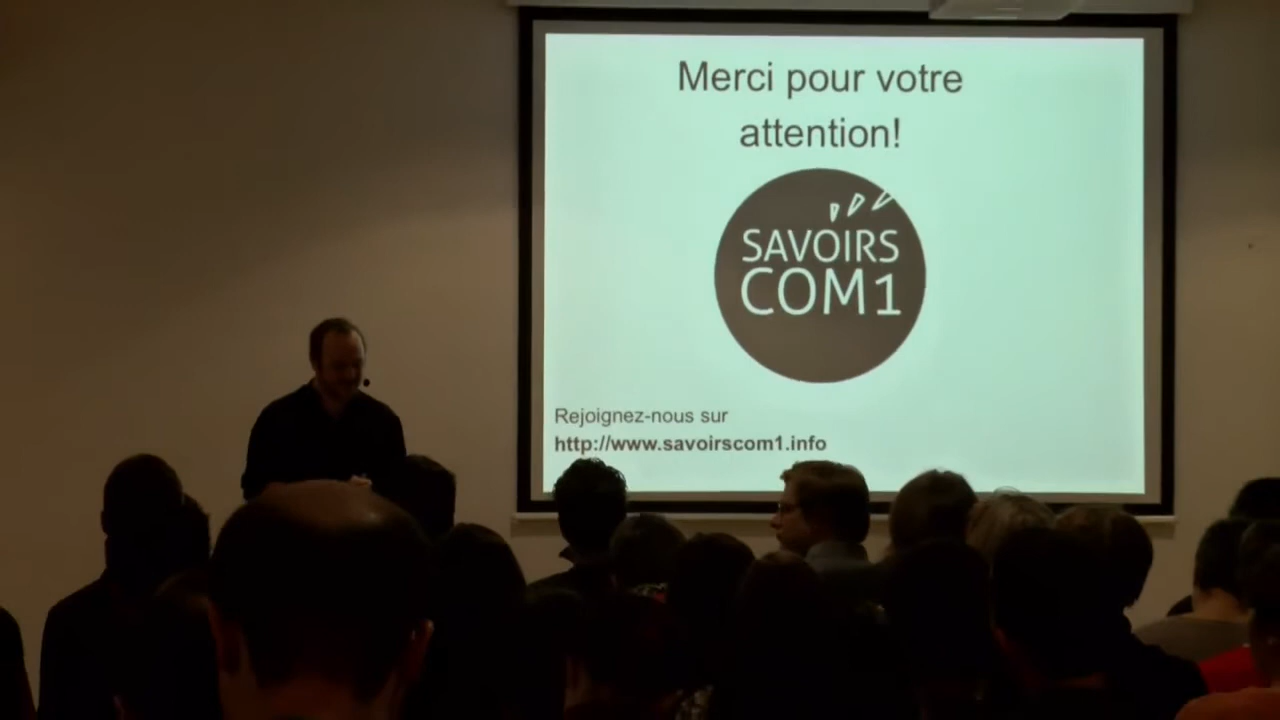 Merci pour votre
attention!
SAVOIRS
COM1
Rejoignez-nous sur
http://www.savoirscom1.info